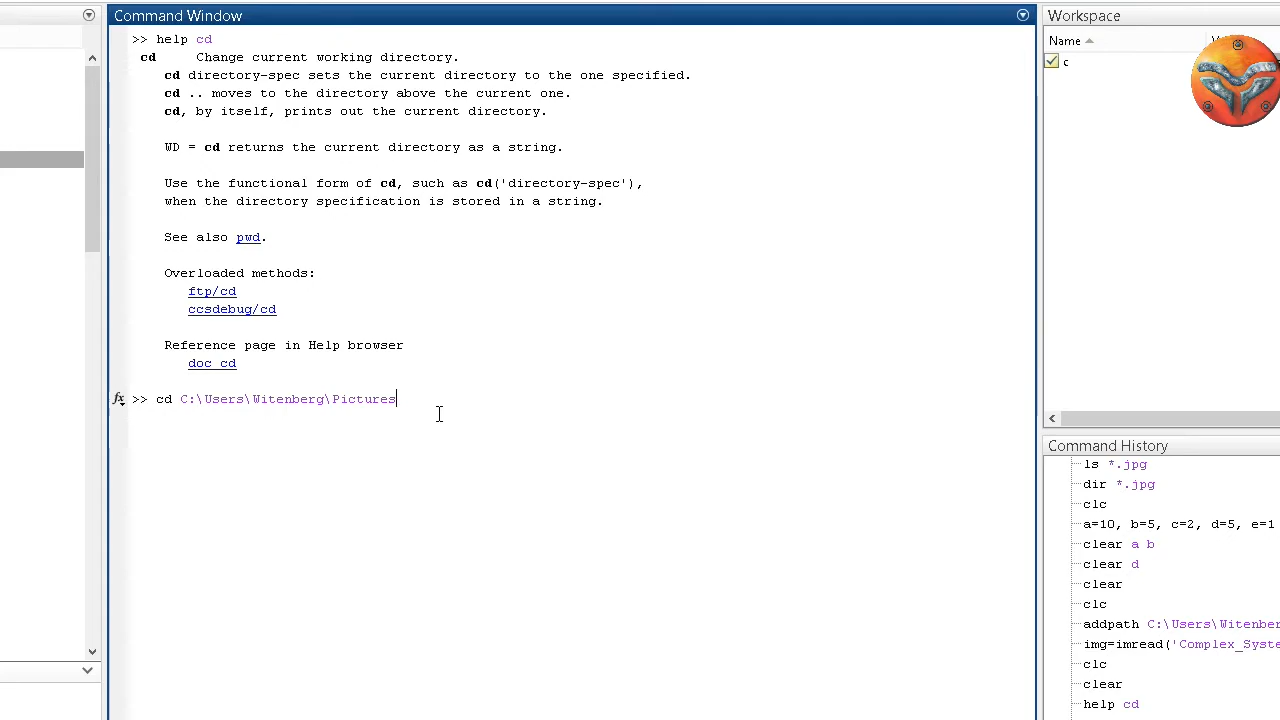 Command Window
>> help cd
cd Change current working directory.
cd directory-spec sets the current directory to the one specified.
cd .. moves to the directory above the current one.
cd, by itself, prints out the current directory.
WD = cd returns the current directory as a string.
Use the functional form of cd, such as cd('directory-spec'),
when the directory specification is stored in a string.
See also pwd.
Overloaded methods:
ftp/cd
ccsdebug/cd
Reference page in Help browser
doc cd
fx >> cd C:\Users\Witenberg\Pictures
Workspace
Name
c
Command History
ls *.jpg
dir *.jpg
clc
a=10, b=5, c=2, d=5, e=1
clear a b
clear d
clear
clc
addpath C:\Users\Witenber
img=imread('Complex_Syste
clc
clear
help cd